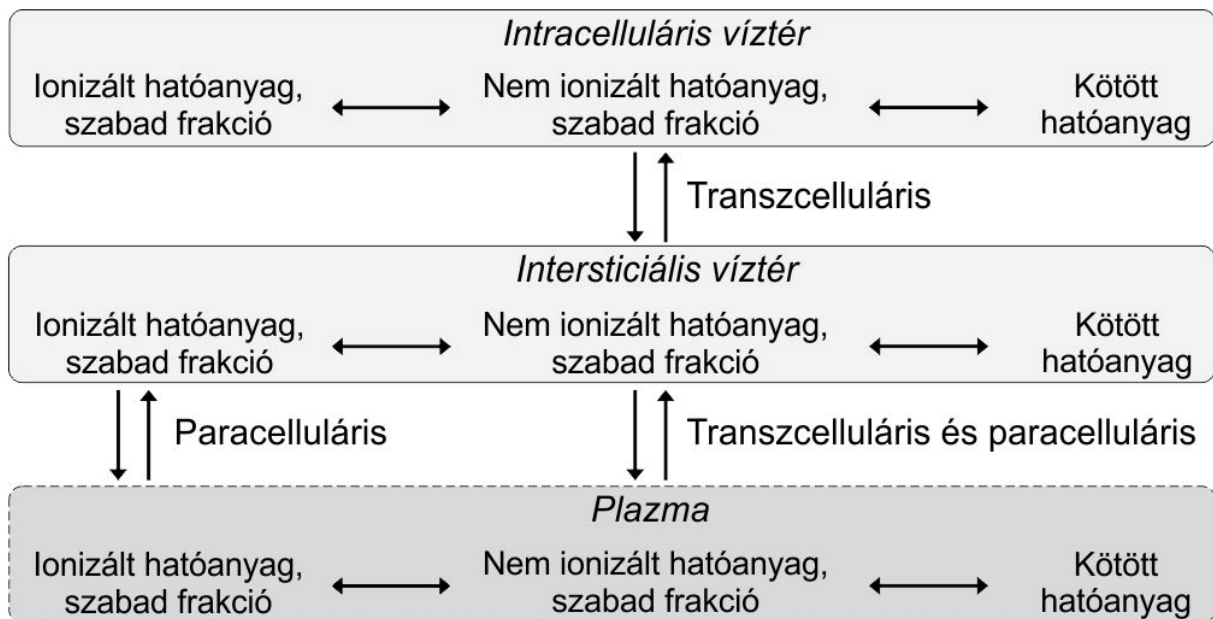 Intracelluláris víztér
Ionizált hatóanyag,
szabad frakció
Nem ionizált hatóanyag,
szabad frakció
Kötött
hatóanyag
Transzcelluláris
Intersticiális víztér
Ionizált hatóanyag,
szabad frakció
Nem ionizált hatóanyag,
szabad frakció
Kötött
hatóanyag
Paracelluláris
Transzcelluláris és paracelluláris
Plazma
Ionizált hatóanyag,
szabad frakció
Nem ionizált hatóanyag,
szabad frakció
Kötött
hatóanyag